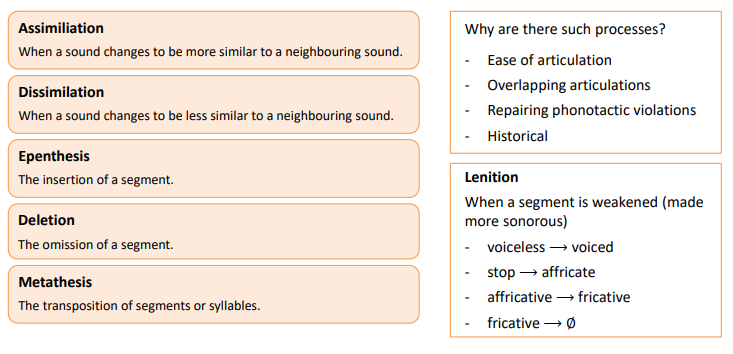 Assimiliation
When a sound changes to be more similar to a neighbouring sound.
Dissimilation
When a sound changes to be less similar to a neighbouring sound.
Epenthesis
The insertion of a segment.
Deletion
The omission of a segment.
Metathesis
The transposition of segments or syllables.
Why are there such processes?
- Ease of articulation
- Overlapping articulations
- Repairing phonotactic violations
- Historical
Lenition
When a segment is weakened (made
more sonorous)
- voiceless ⟶ voiced
- stop ⟶ affricate
- affricative ⟶ fricative
- fricative ⟶ Ø